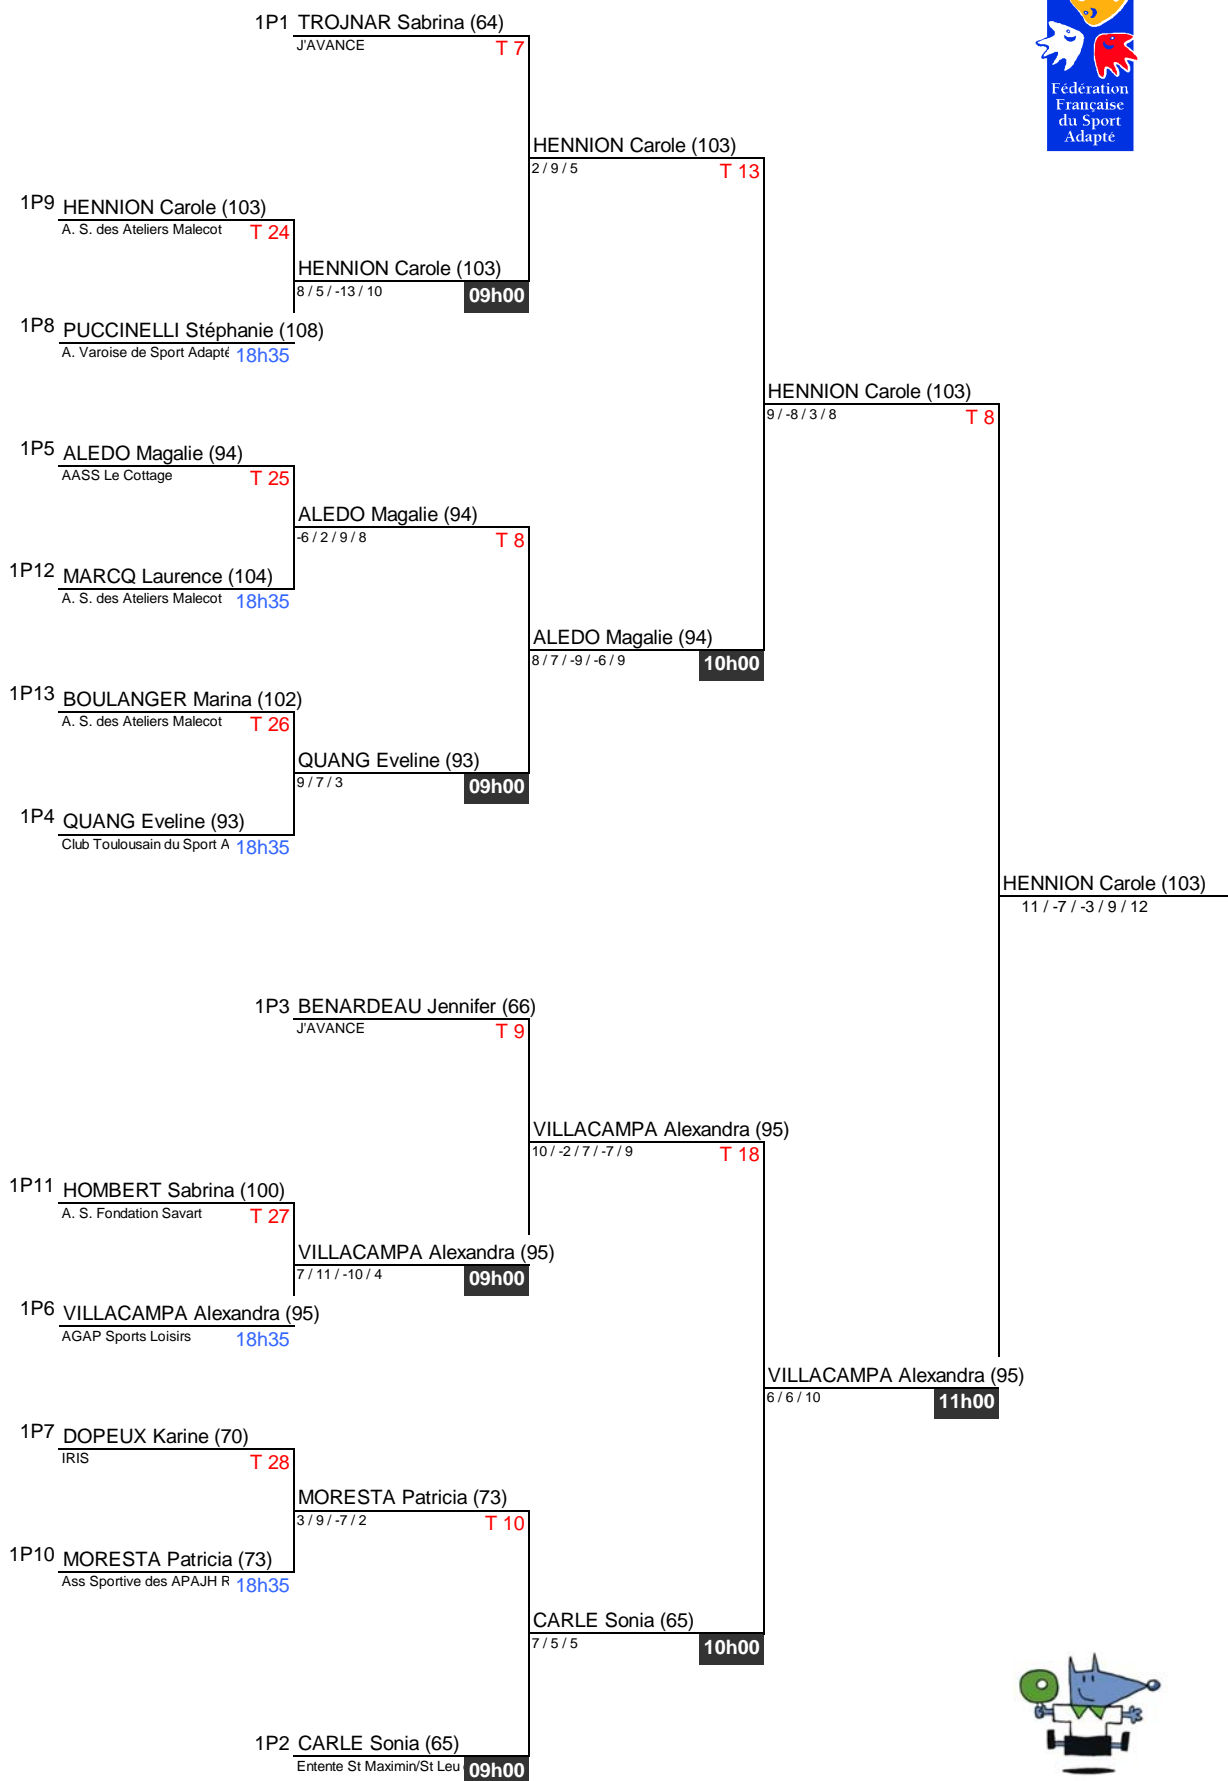 1P1 TROJNAR Sabrina (64)
J'AVANCE T 7
Fédération
Française
du Sport
Adapté
HENNION Carole (103)
2 / 9 / 5 T 13
1P9 HENNION Carole (103)
A. S. des Ateliers Malecot T 24
HENNION Carole (103)
8 / 5 / -13 / 10 09h00
1P8 PUCCINELLI Stéphanie (108)
A. Varoise de Sport Adapté 18h35
HENNION Carole (103)
9 / -8 / 3 / 8 T 8
1P5 ALEDO Magalie (94)
AASS Le Cottage T 25
ALEDO Magalie (94)
-6 / 2 / 9 / 8 T 8
1P12 MARCQ Laurence (104)
A. S. des Ateliers Malecot 18h35
ALEDO Magalie (94)
8 / 7 / -9 / -6 / 9 10h00
1P13 BOULANGER Marina (102)
A. S. des Ateliers Malecot T 26
QUANG Eveline (93)
9 / 7 / 3 09h00
1P4 QUANG Eveline (93)
Club Toulousain du Sport A 18h35
HENNION Carole (103)
11 / -7 / -3 / 9 / 12
1P3 BENARDEAU Jennifer (66)
J'AVANCE T 9
VILLACAMPA Alexandra (95)
10 / -2 / 7 / -7 / 9 T 18
1P11 HOMBERT Sabrina (100)
A. S. Fondation Savart T 27
VILLACAMPA Alexandra (95)
7 / 11 / -10 / 4 09h00
1P6 VILLACAMPA Alexandra (95)
AGAP Sports Loisirs 18h35
VILLACAMPA Alexandra (95)
6 / 6 / 10 11h00
1P7 DOPEUX Karine (70)
IRIS T 28
MORESTA Patricia (73)
3 / 9 / -7 / 2 T 10
1P10 MORESTA Patricia (73)
Ass Sportive des APAJH R 18h35
CARLE Sonia (65)
7 / 5 / 5 10h00
1P2 CARLE Sonia (65)
Entente St Maximin/St Leu 09h00